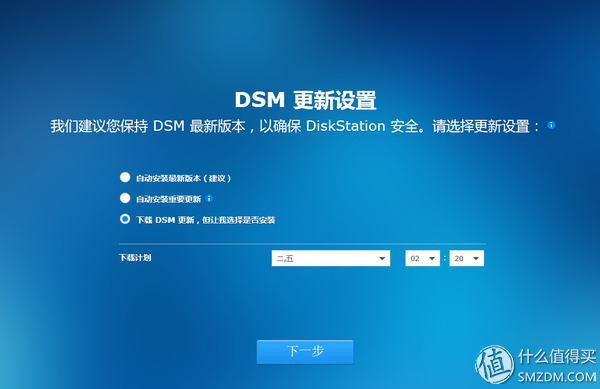 DSM 更新设置
我们建议您保持 DSM 最新版本，以确保 DiskStation 安全。请选择更新设置：
自动安装最新版本（建议）
自动安装重要更新
下载 DSM 更新，但让我选择是否安装
下载计划 二,五 02 : 20
下一步
值 什么值得买
SMZDM.COM